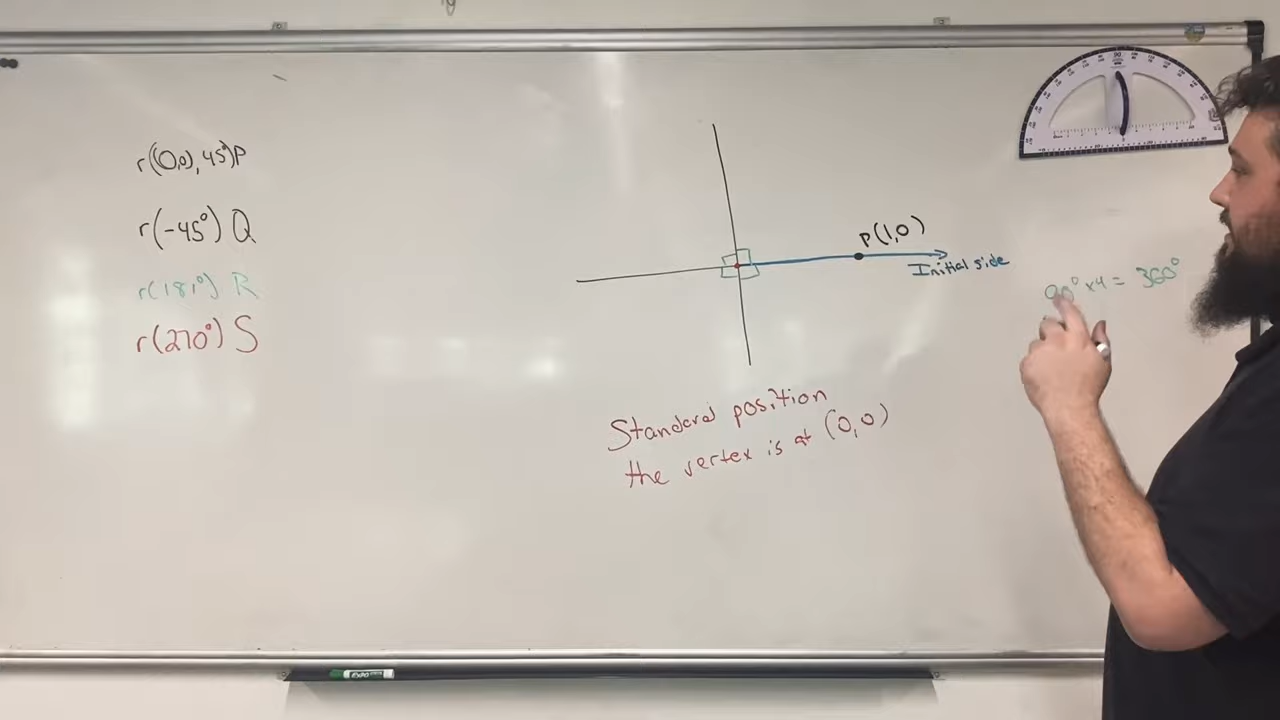 r((0,0),45°)P
r(-45°) Q
r(181°) R
r(270°) S
P(1,0)
Initial side
90° x4 = 360°
Standard position
the vertex is at (0,0)
EXPO